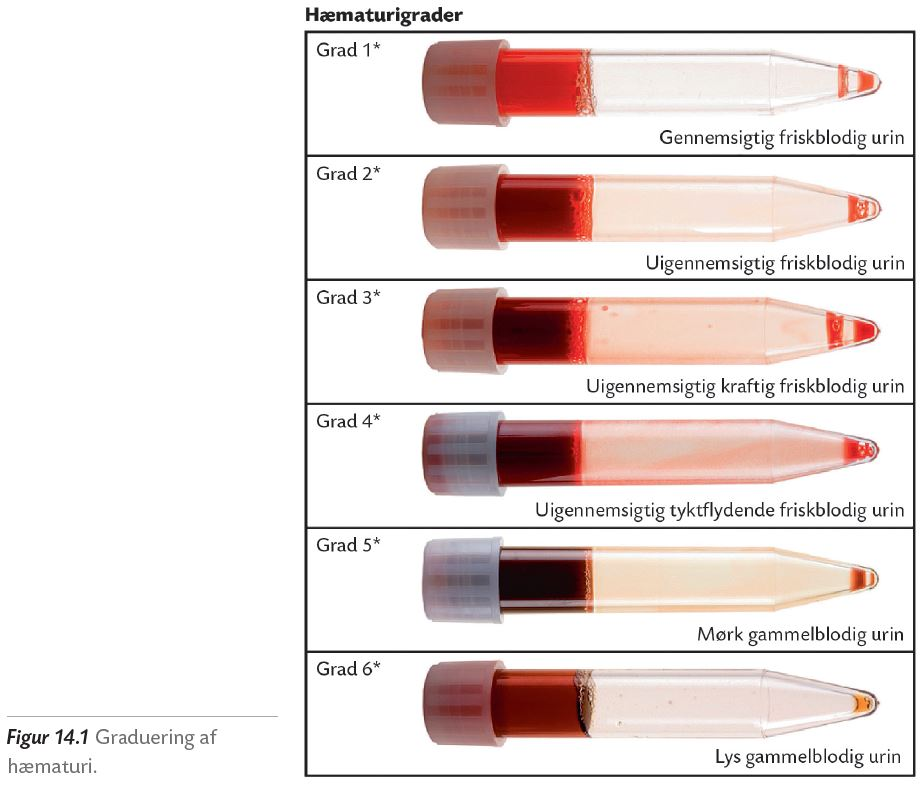 Hæmaturigrader
Grad 1*
Gennemsigtig friskblodig urin
Grad 2*
Uigennemsigtig friskblodig urin
Grad 3*
Uigennemsigtig kraftig friskblodig urin
Grad 4*
Uigennemsigtig tyktflydende friskblodig urin
Grad 5*
Mørk gammelblodig urin
Grad 6*
Lys gammelblodig urin
Figur 14.1 Graduering af
hæmaturi.